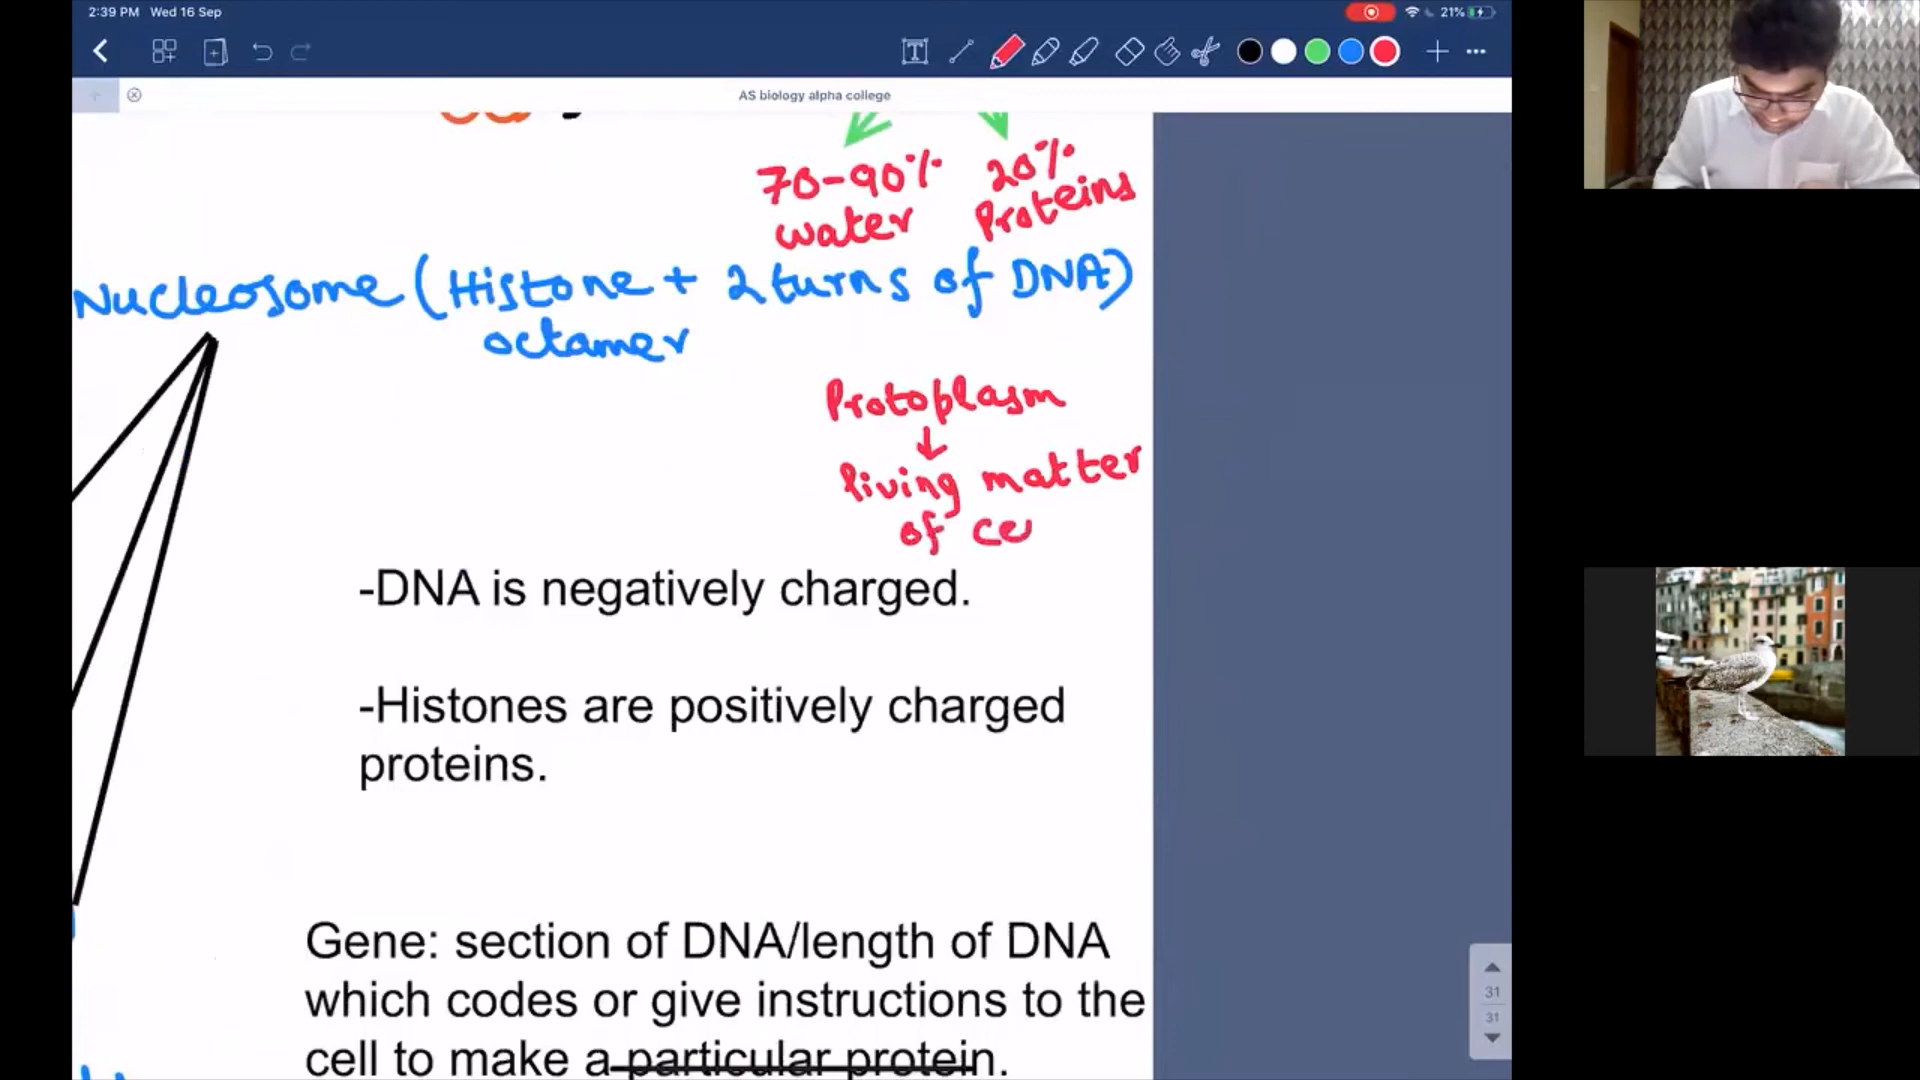 2:39 PM Wed 16 Sep
21%
AS biology alpha college
70-90%
water
20%
Proteins
Nucleosome (Histone + 2 turns of DNA)
octamer
Protoplasm
↓
living matter
of ce
-DNA is negatively charged.
-Histones are positively charged
proteins.
Gene: section of DNA/length of DNA
which codes or give instructions to the
cell to make a particular protein.
31
31